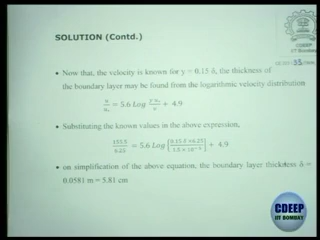 SOLUTION (Contd.)
CDEEP
IIT Bombay
• Now that, the velocity is known for y = 0.15 δ, the thickness of
the boundary layer may be found from the logarithmic velocity distribution
= 5.6 Log + 4.9
• Substituting the known values in the above expression,
= 5.6 Log + 4.9
• on simplification of the above equation, the boundary layer thickness δ =
0.0581 m = 5.81 cm
CDEEP
IIT BOMBAY